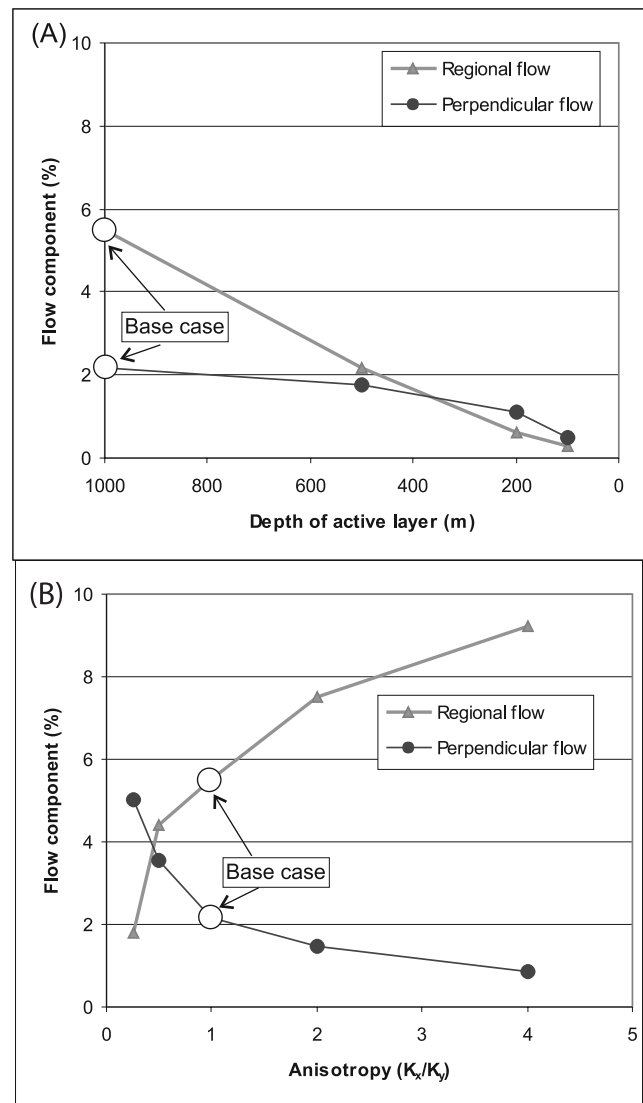 (A)
Regional flow
Perpendicular flow
10
8
6
4
2
0
Flow component (%)
Base case
1000
800
600
400
200
0
Depth of active layer (m)
(B)
10
8
6
4
2
0
Flow component (%)
Regional flow
Perpendicular flow
Base case
0
1
2
3
4
5
Anisotropy (Kx/Ky)